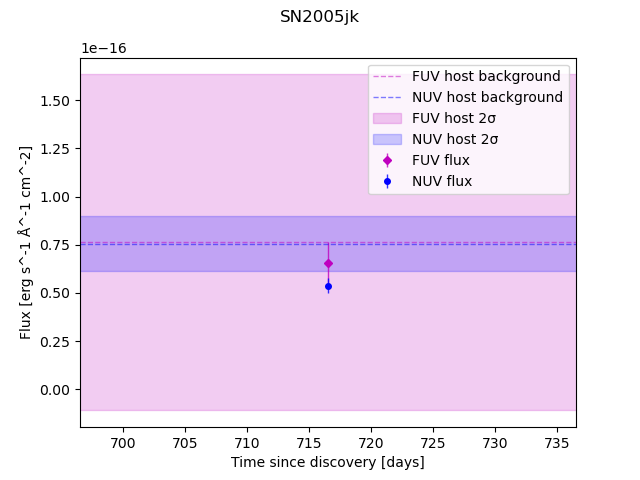 SN2005jk
1e−16
FUV host background
NUV host background
FUV host 2σ
NUV host 2σ
FUV flux
NUV flux
1.50
1.25
1.00
0.75
0.50
0.25
0.00
Flux [erg s^-1 Å^-1 cm^-2]
700 705 710 715 720 725 730 735
Time since discovery [days]